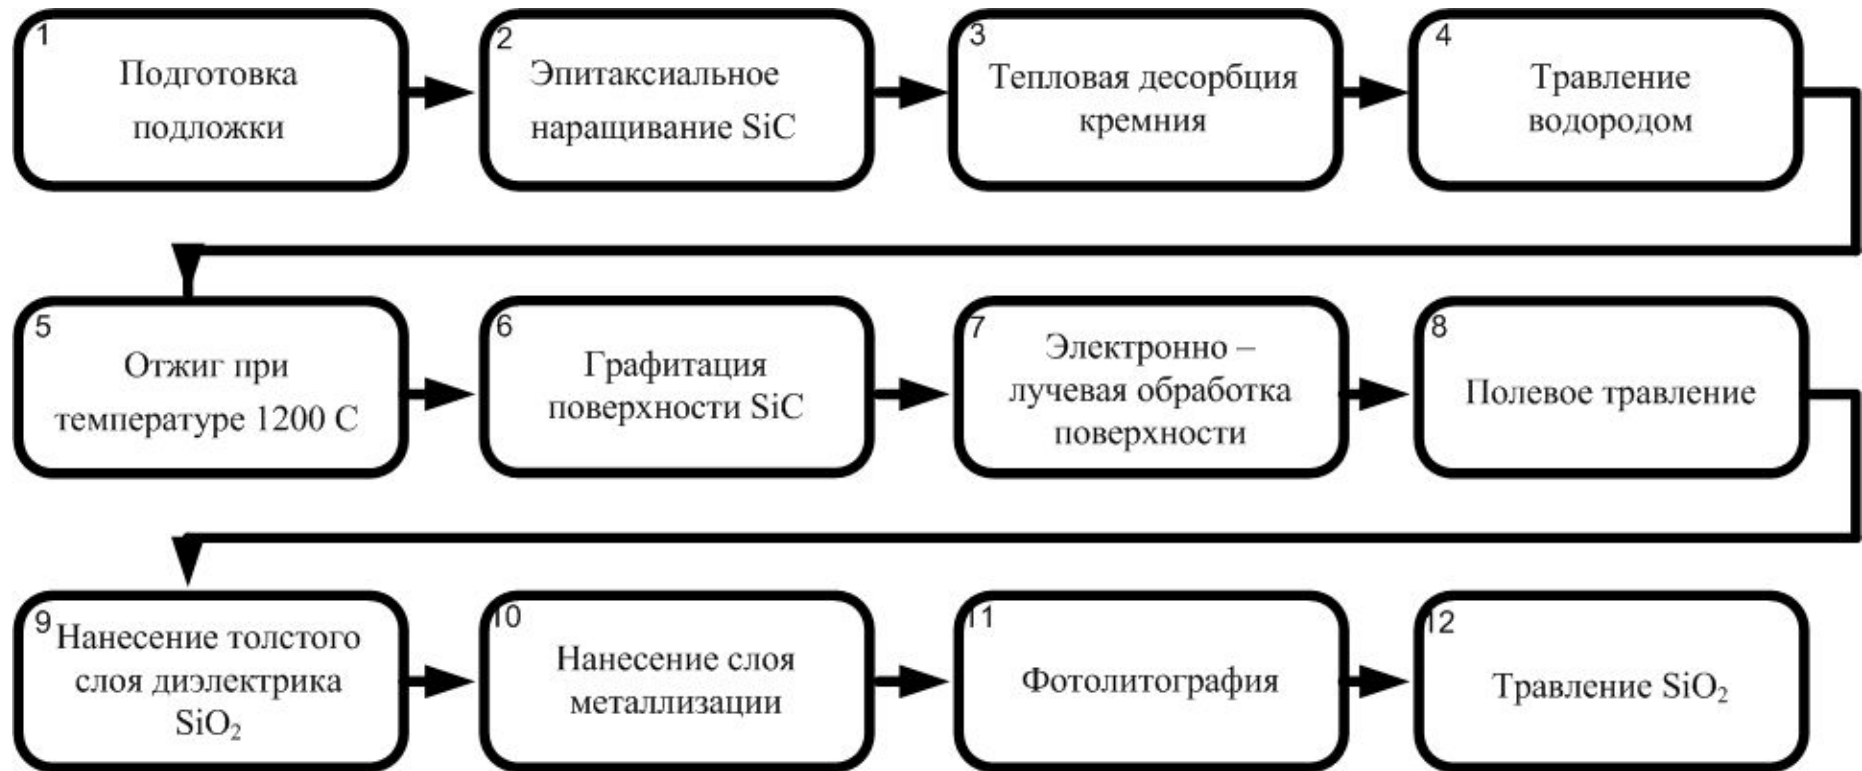 1
Подготовка
подложки
2
Эпитаксиальное
наращивание SiC
3
Тепловая десорбция
кремния
4
Травление
водородом
5
Отжиг при
температуре 1200 С
6
Графитация
поверхности SiC
7
Электронно –
лучевая обработка
поверхности
8
Полевое травление
9
Нанесение толстого
слоя диэлектрика
SiO₂
10
Нанесение слоя
металлизации
11
Фотолитография
12
Травление SiO₂